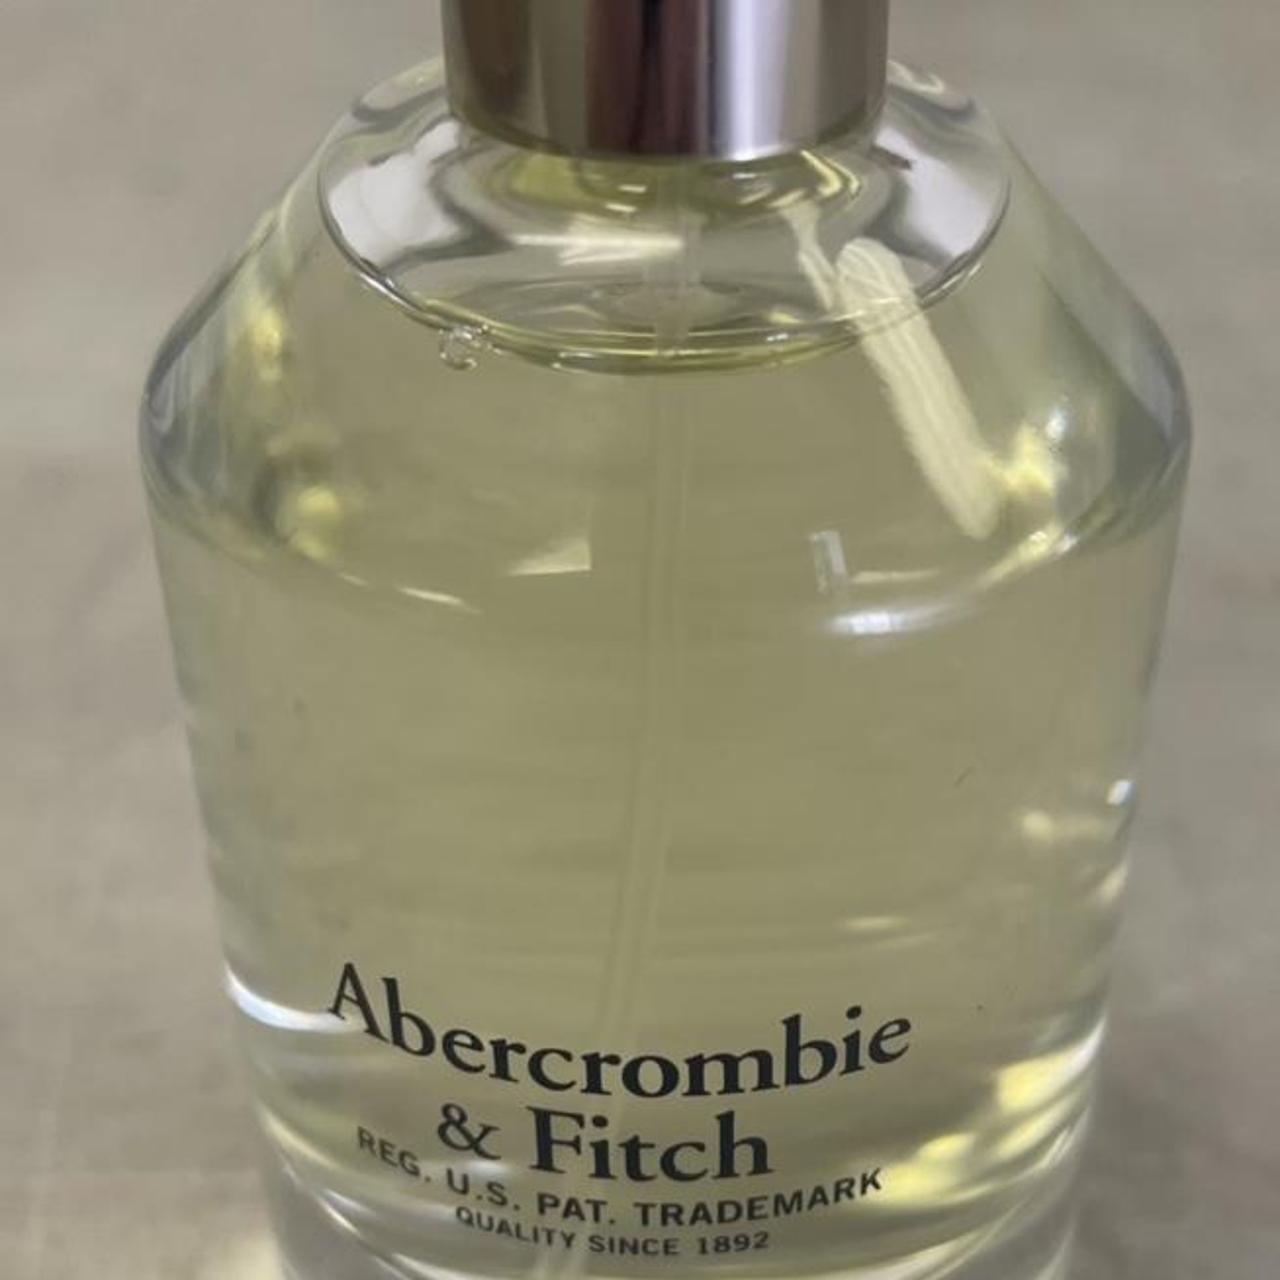 Abercrombie
& Fitch
REG. U.S. PAT. TRADEMARK
QUALITY SINCE 1892